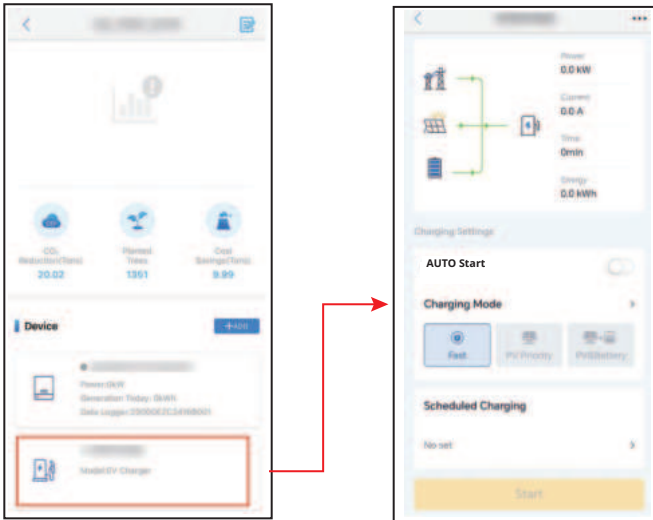 CO₂
Reduction(Tons)
20.02
Planted
Trees
1351
Coal
Savings(Tons)
9.99
Device
+ADD
Power:0kW
Generation Today: 0kWh
Data Logger:
Model:EV Charger
Power
0.0 kW
Current
0.0 A
Time
0min
Energy
0.0 kWh
Charging Settings
AUTO Start
Charging Mode
Fast
PV Priority
PV&Battery
Scheduled Charging
No set
Start